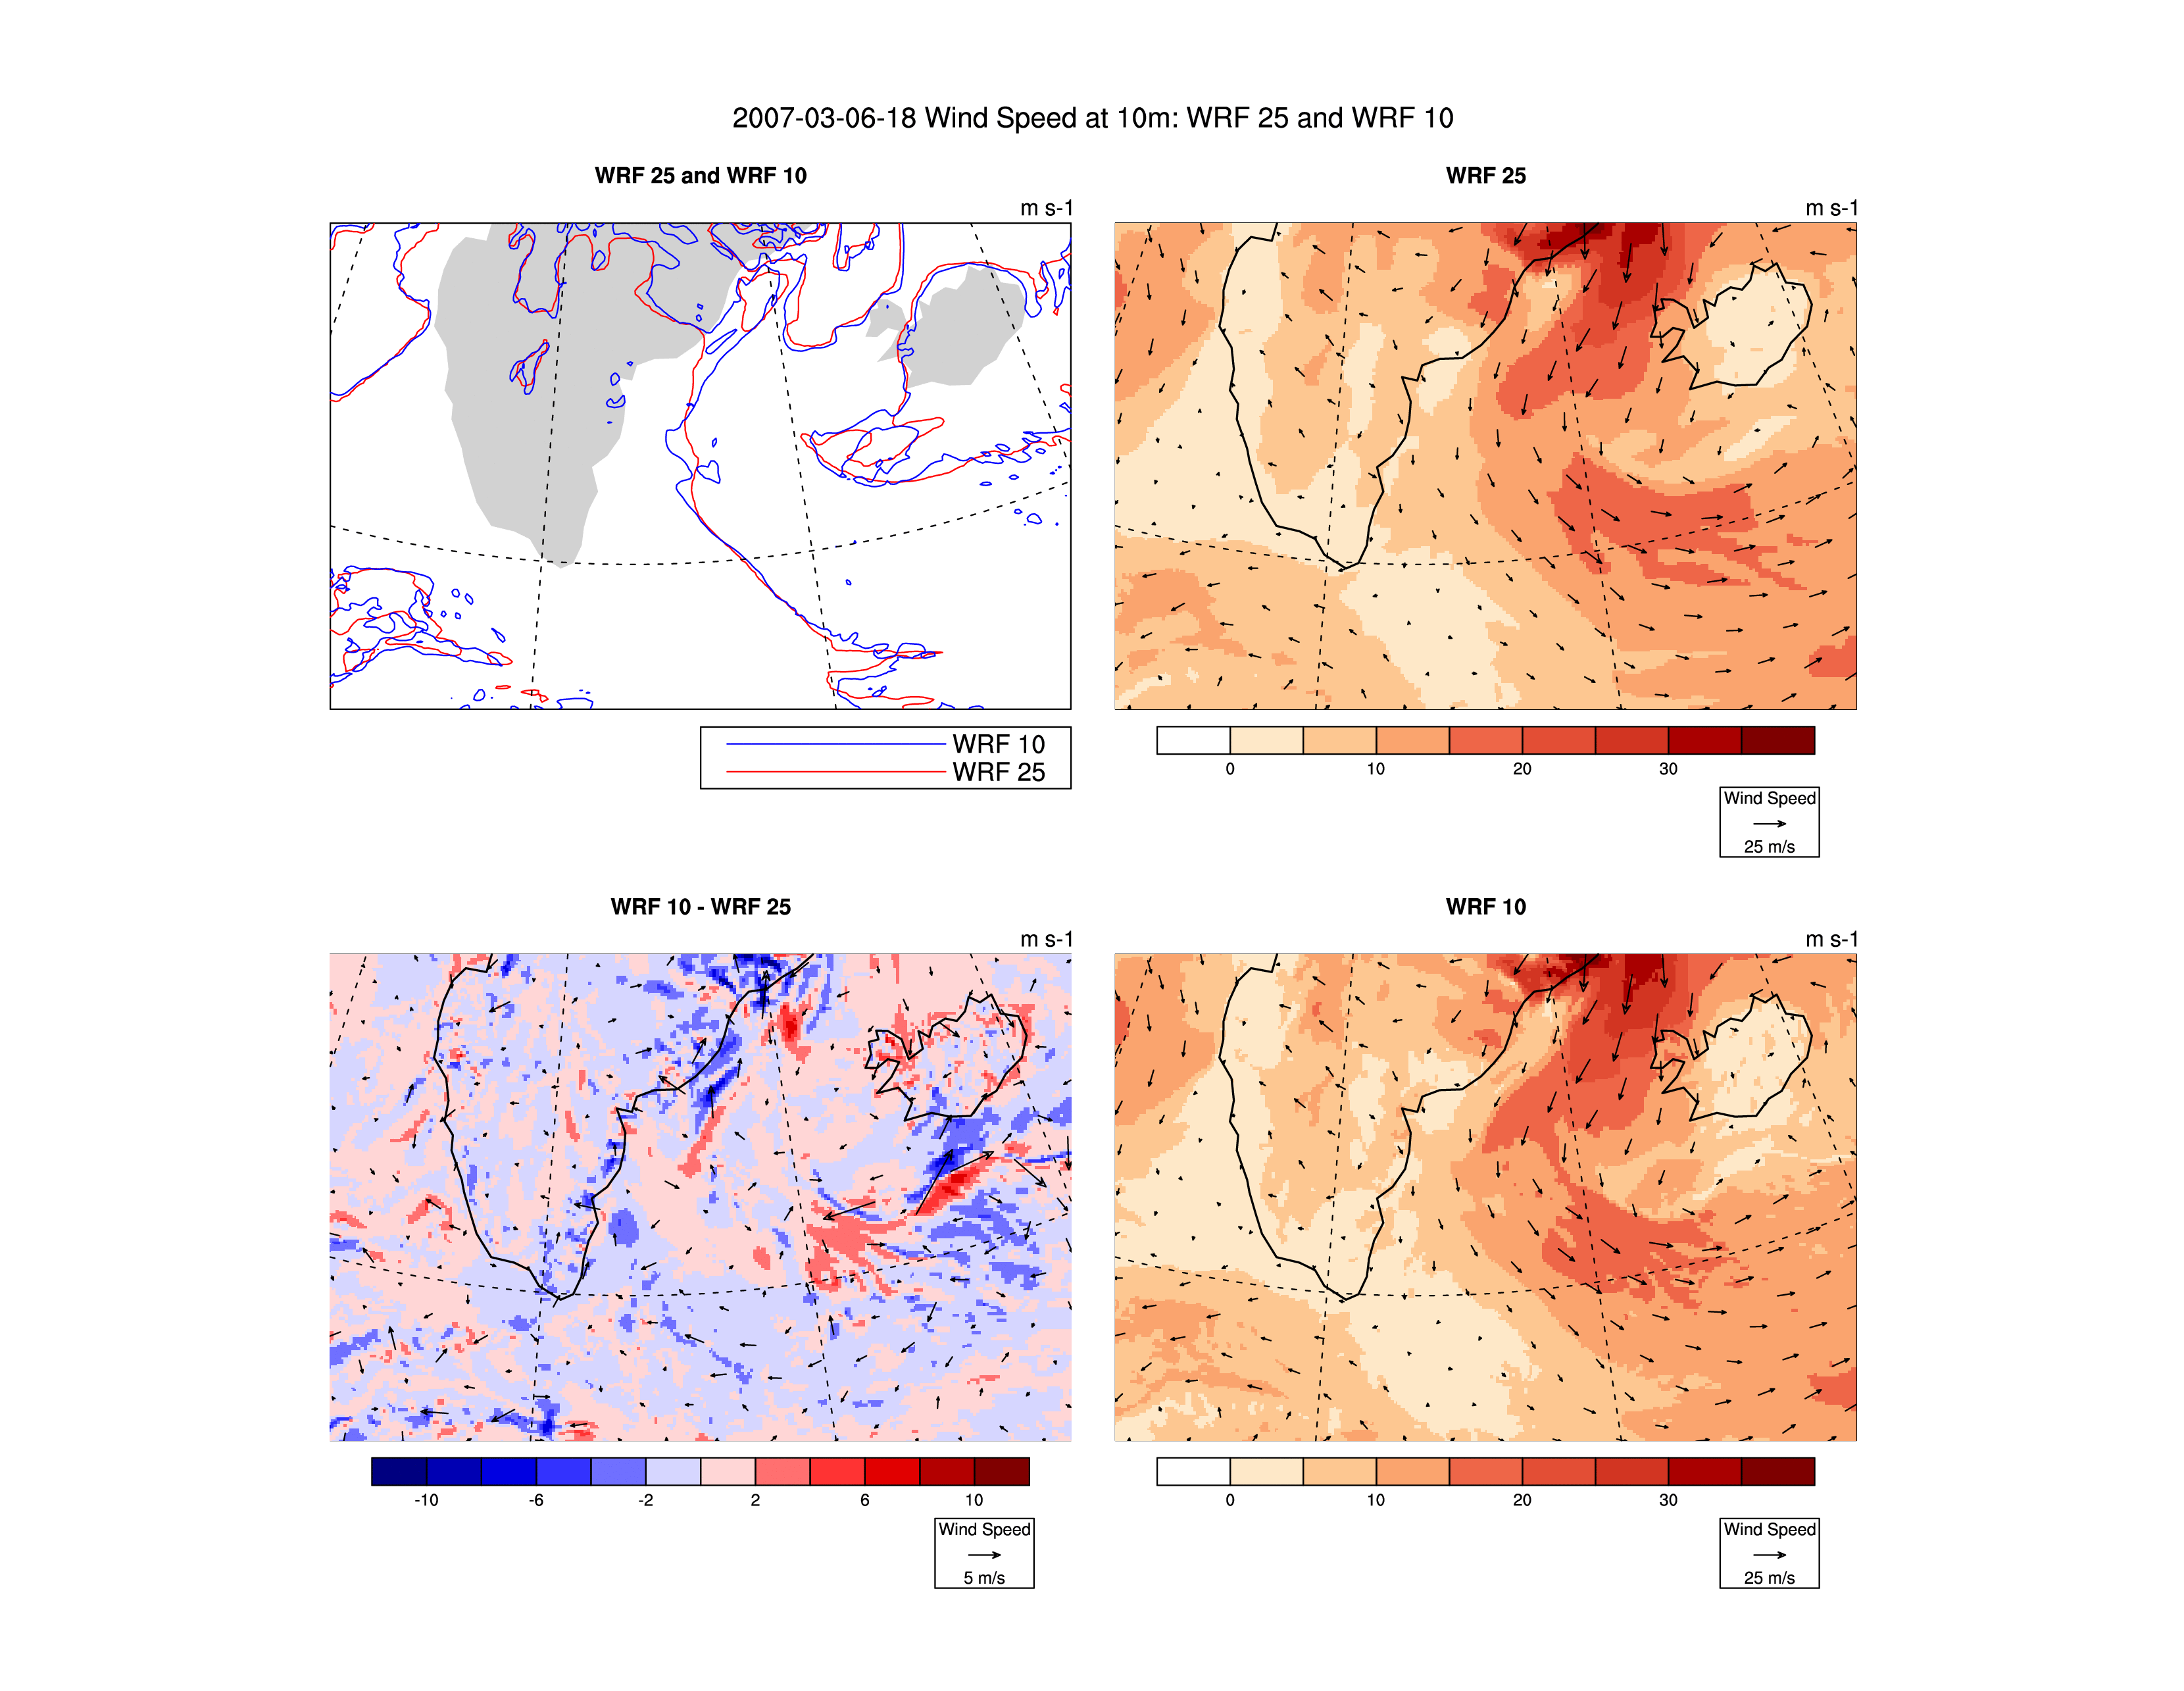 2007-03-06-18 Wind Speed at 10m: WRF 25 and WRF 10
WRF 25 and WRF 10
m s-1
WRF 10
WRF 25
WRF 25
m s-1
0 10 20 30
Wind Speed
25 m/s
WRF 10 - WRF 25
m s-1
-10 -6 -2 2 6 10
Wind Speed
5 m/s
WRF 10
m s-1
0 10 20 30
Wind Speed
25 m/s